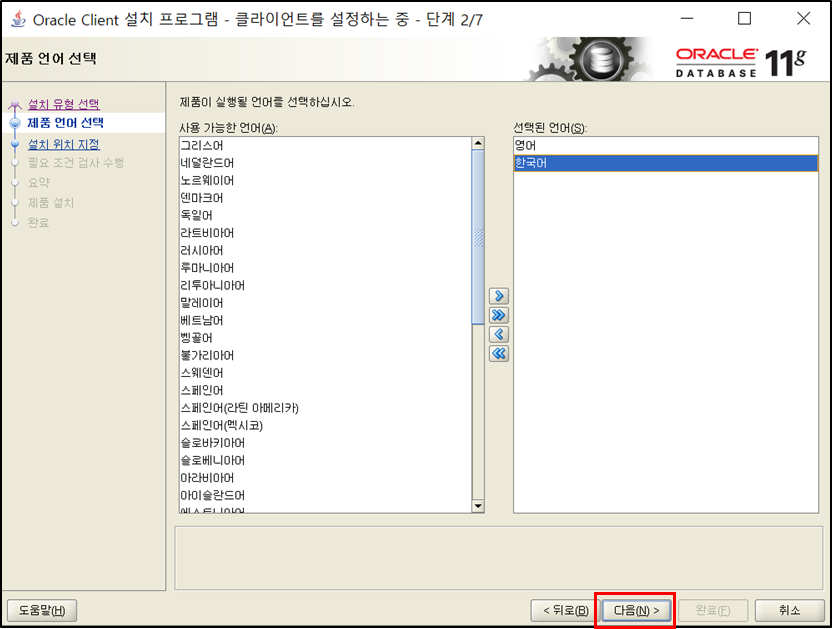 Oracle Client 설치 프로그램 - 클라이언트를 설정하는 중 - 단계 2/7
제품 언어 선택
ORACLE
DATABASE 11g
설치 유형 선택
제품 언어 선택
설치 위치 지정
필요 조건 검사 수행
요약
제품 설치
완료
제품이 실행될 언어를 선택하십시오.
사용 가능한 언어(A):
그리스어
네덜란드어
노르웨이어
덴마크어
독일어
라트비아어
러시아어
루마니아어
리투아니아어
말레이어
베트남어
벵골어
불가리아어
스웨덴어
스페인어
스페인어(라틴 아메리카)
스페인어(멕시코)
슬로바키아어
슬로베니아어
아라비아어
아이슬란드어
에스토니아어
선택된 언어(S):
영어
한국어
도움말(H)
< 뒤로(B)
다음(N) >
완료(F)
취소